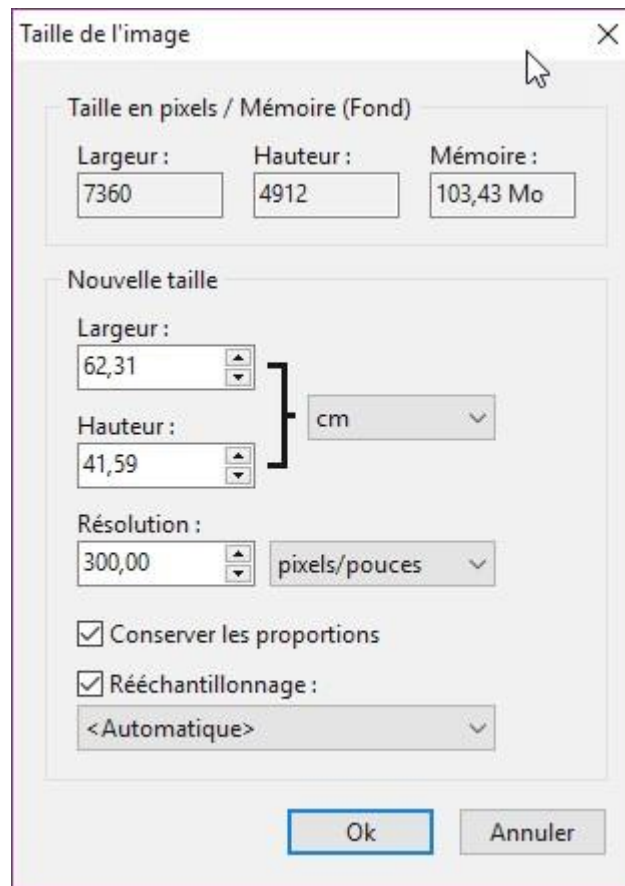 Taille de l'image
Taille en pixels / Mémoire (Fond)
Largeur : Hauteur : Mémoire :
7360 4912 103,43 Mo
Nouvelle taille
Largeur :
62,31
cm
Hauteur :
41,59
Résolution :
300,00 pixels/pouces
Conserver les proportions
Rééchantillonnage :
<Automatique>
Ok Annuler